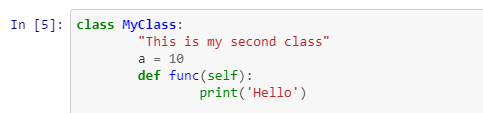 In [5]: class MyClass:
"This is my second class"
a = 10
def func(self):
print('Hello')